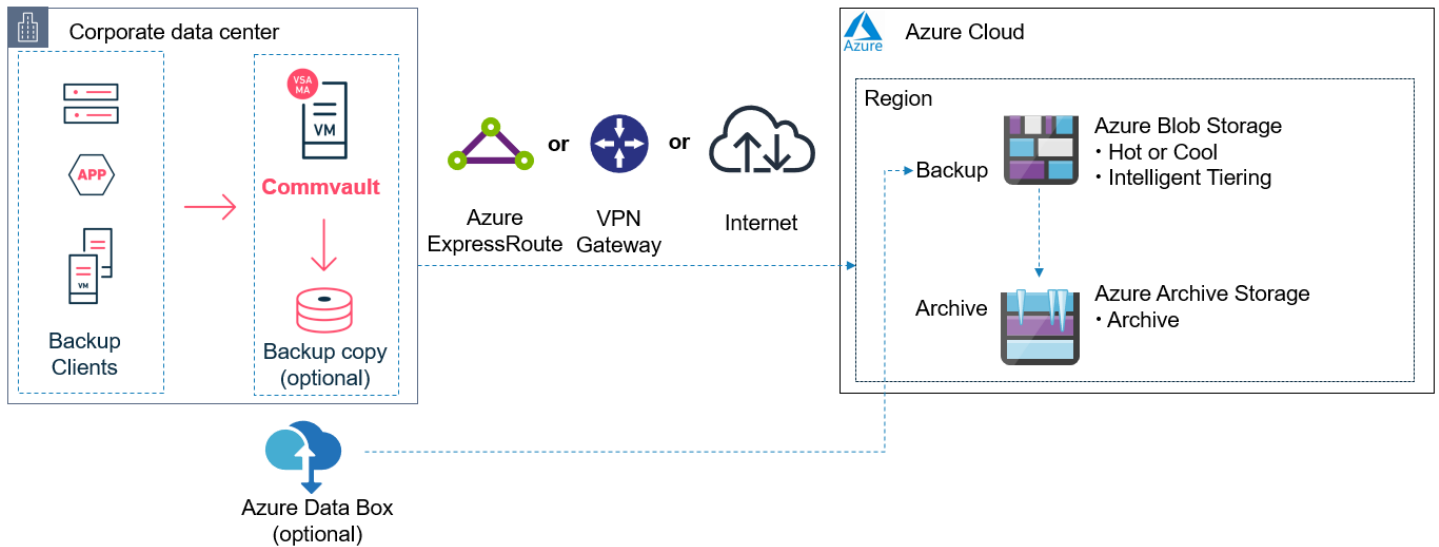 Corporate data center
APP
VM
Backup
Clients
VSA
MA
VM
Commvault
Backup copy
(optional)
Azure
ExpressRoute
or
VPN
Gateway
or
Internet
Azure
Azure Cloud
Region
Backup
Azure Blob Storage
• Hot or Cool
• Intelligent Tiering
Archive
Azure Archive Storage
• Archive
Azure Data Box
(optional)